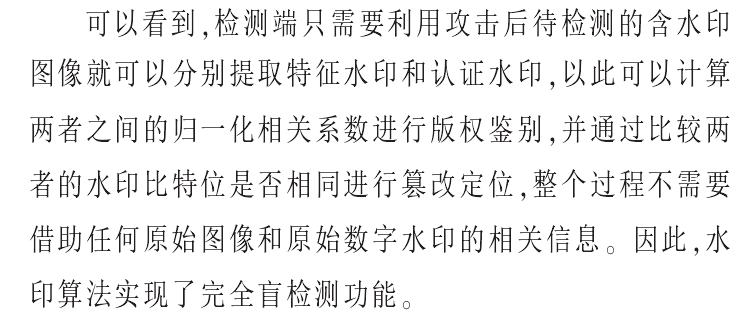 可以看到,检测端只需要利用攻击后待检测的含水印
图像就可以分别提取特征水印和认证水印,以此可以计算
两者之间的归一化相关系数进行版权鉴别,并通过比较两
者的水印比特位是否相同进行篡改定位,整个过程不需要
借助任何原始图像和原始数字水印的相关信息。因此,水
印算法实现了完全盲检测功能。